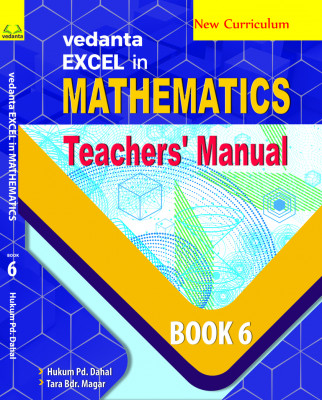 New Curriculum
vedanta
EXCEL in
MATHEMATICS
Teachers' Manual
BOOK 6
Hukum Pd. Dahal
Tara Bdr. Magar
vedanta
vedanta EXCEL in MATHEMATICS
BOOK
6
Hukum Pd. Dahal